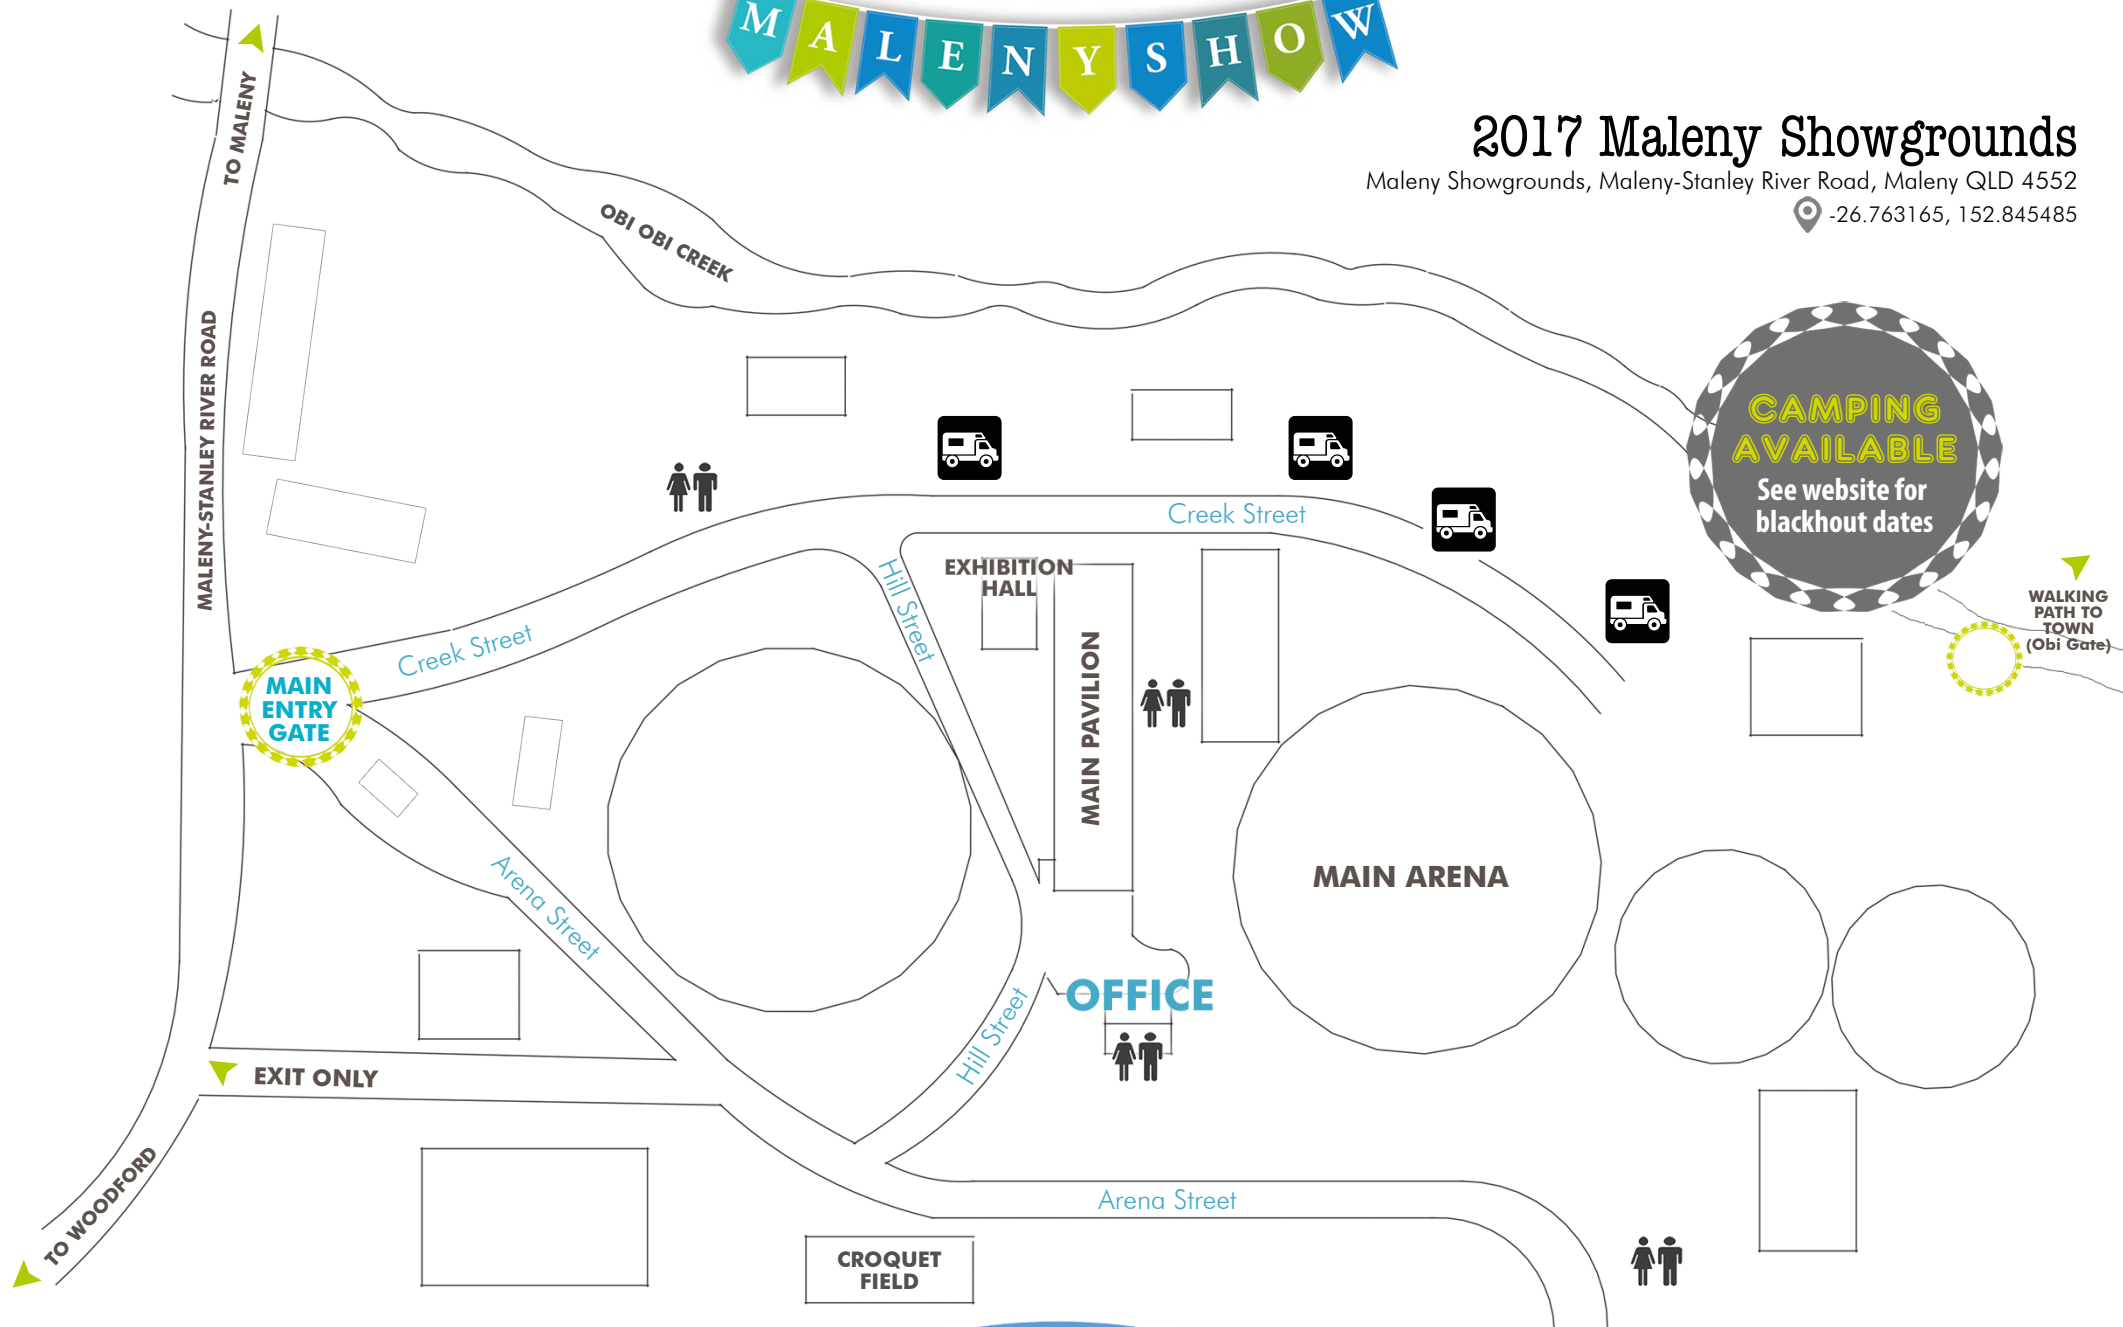 MALENY SHOW
2017 Maleny Showgrounds
Maleny Showgrounds, Maleny-Stanley River Road, Maleny QLD 4552
-26.763165, 152.845485
TO MALENY
OBI OBI CREEK
MALENY-STANLEY RIVER ROAD
CAMPING
AVAILABLE
See website for
blackhout dates
Creek Street
EXHIBITION
HALL
Hill Street
WALKING
PATH TO
TOWN
(Obi Gate)
Creek Street
MAIN
ENTRY
GATE
MAIN PAVILION
MAIN ARENA
Arena Street
OFFICE
Hill Street
EXIT ONLY
TO WOODFORD
Arena Street
CROQUET
FIELD